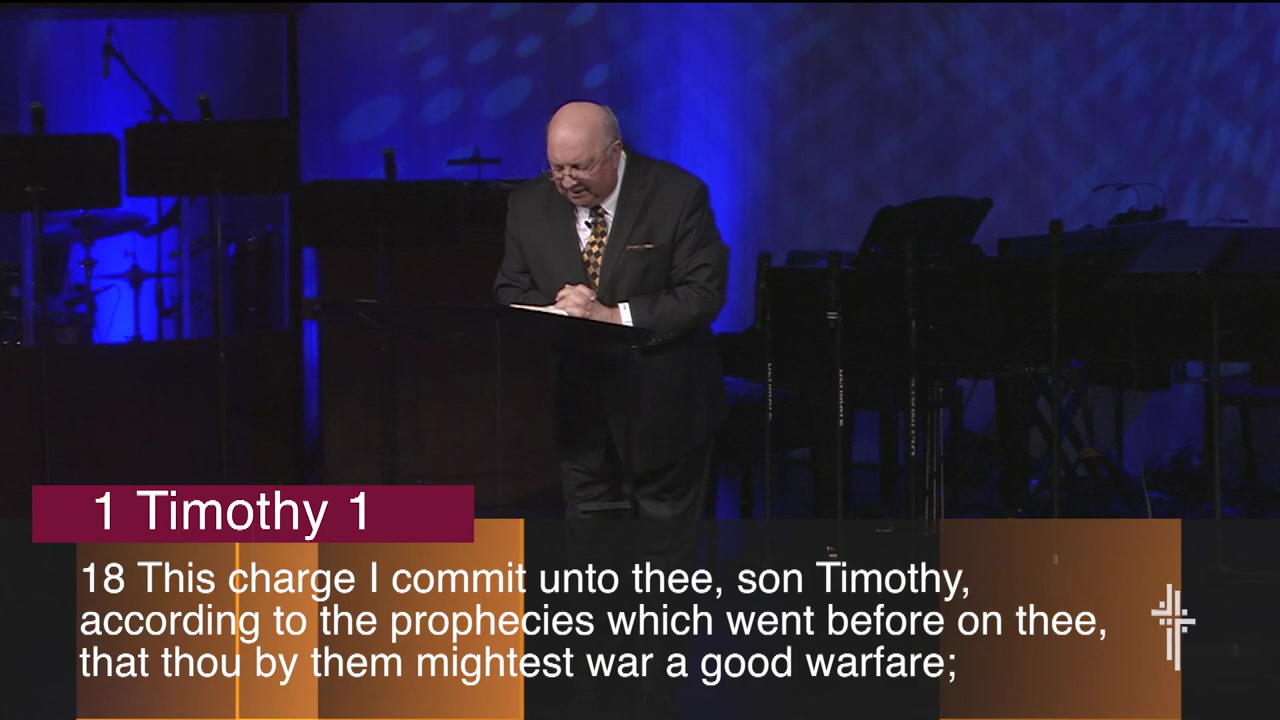 1 Timothy 1
18 This charge I commit unto thee, son Timothy,
according to the prophecies which went before on thee,
that thou by them mightest war a good warfare;
ULTIMATE